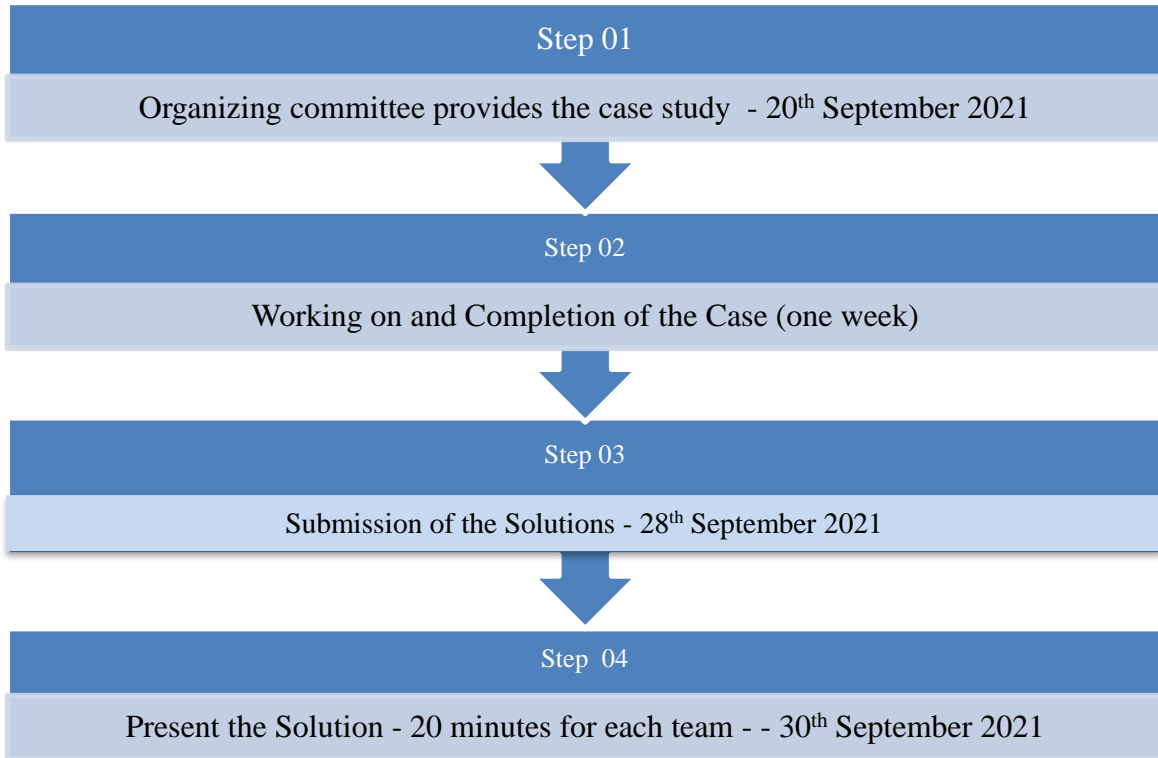 Step 01
Organizing committee provides the case study - 20th September 2021
Step 02
Working on and Completion of the Case (one week)
Step 03
Submission of the Solutions - 28th September 2021
Step 04
Present the Solution - 20 minutes for each team - - 30th September 2021